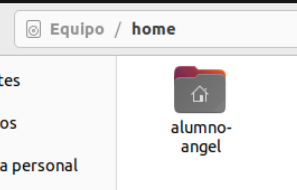 Equipo / home
tes
os
a personal
alumno-
angel